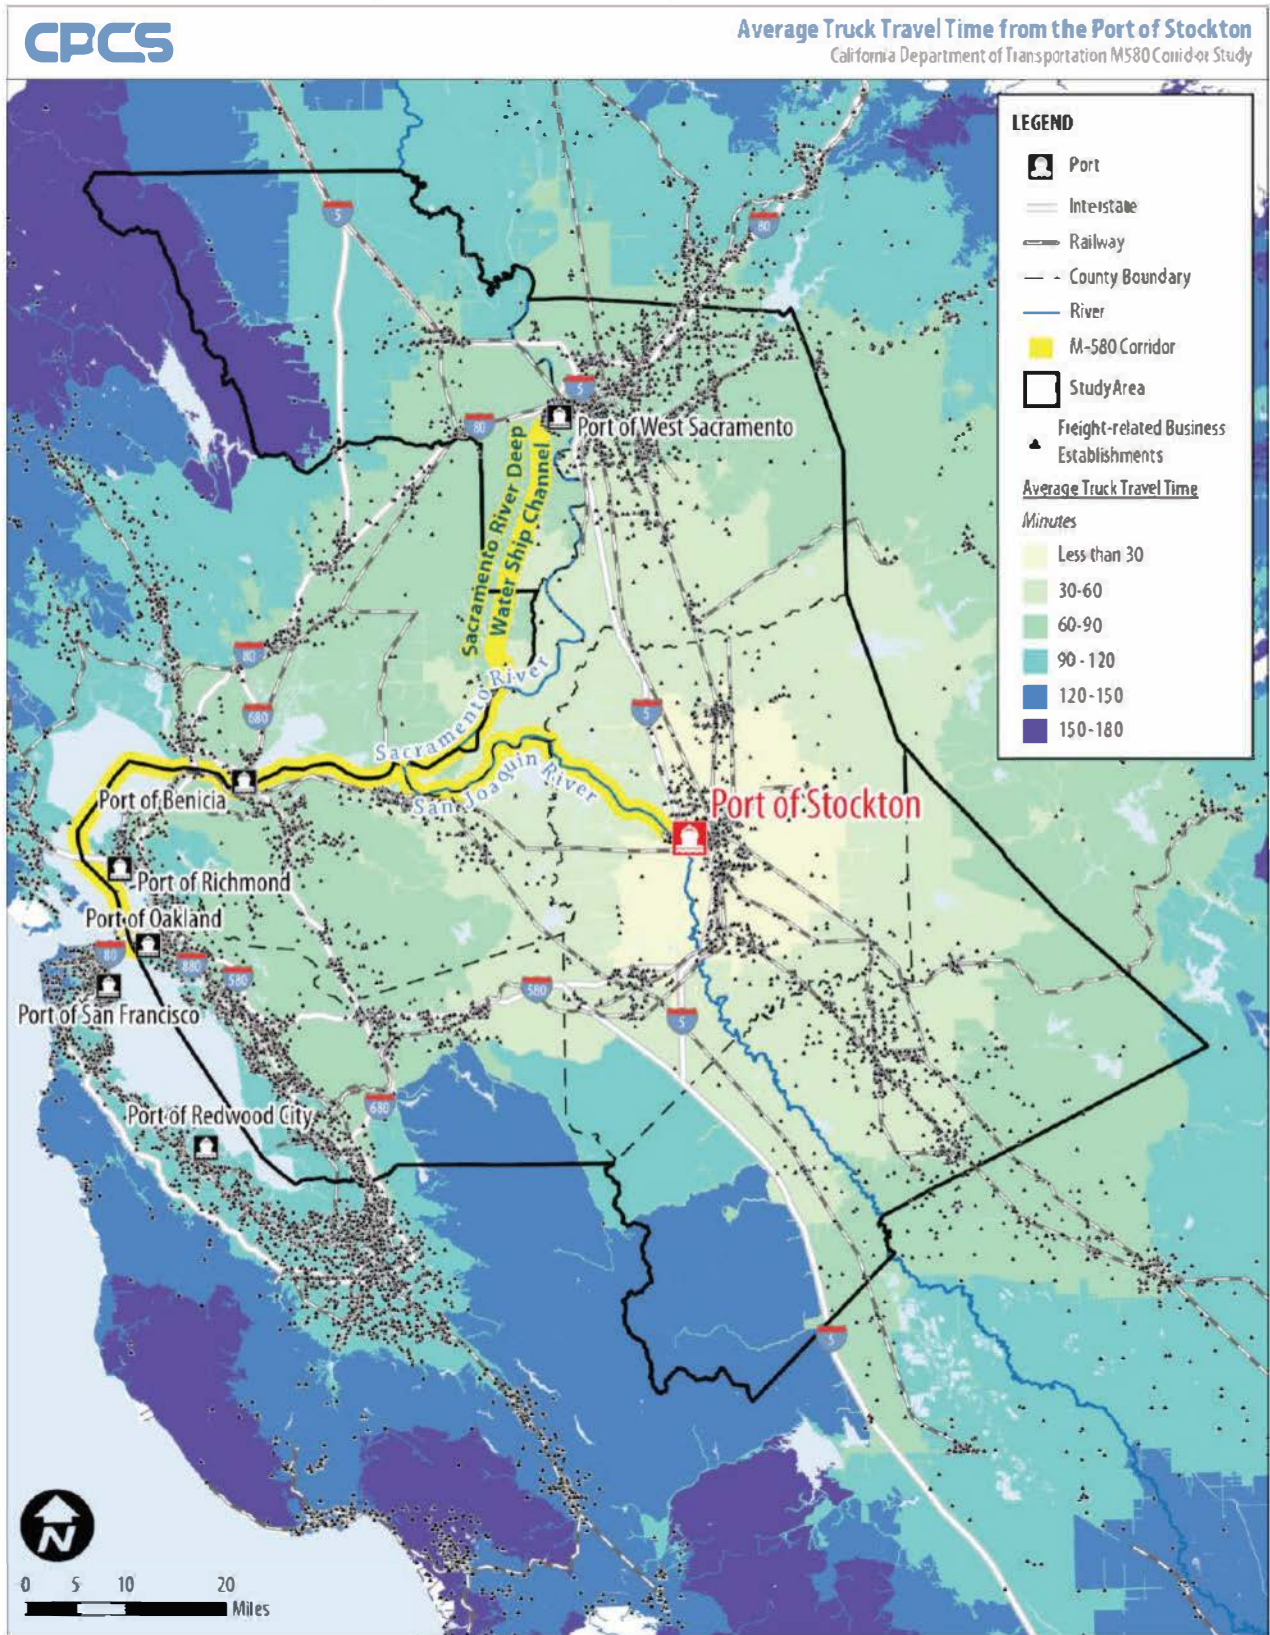 CPCS
Average Truck Travel Time from the Port of Stockton
California Department of Transportation M580 Corridor Study
LEGEND
Port
Interstate
Railway
County Boundary
River
M-580 Corridor
Study Area
Freight-related Business
Establishments
Average Truck Travel Time
Minutes
Less than 30
30-60
60-90
90-120
120-150
150-180
5
80
5
80
Port of West Sacramento
Sacramento River Deep
Water Ship Channel
80
680
Sacramento River
5
San Joaquin River
Port of Benicia
Port of Stockton
Port of Richmond
Port of Oakland
80
880
580
580
Port of San Francisco
5
680
Port of Redwood City
5
N
0 5 10 20
Miles